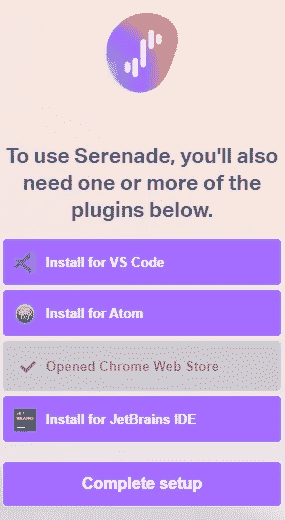 To use Serenade, you'll also
need one or more of the
plugins below.
Install for VS Code
Install for Atom
Opened Chrome Web Store
Install for JetBrains IDE
Complete setup